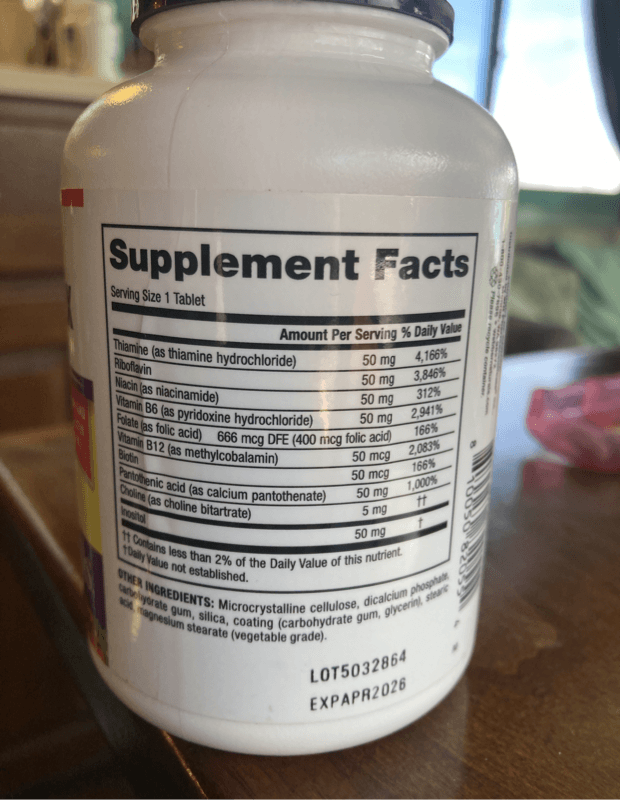 Supplement Facts
Serving Size 1 Tablet
Amount Per Serving % Daily Value
Thiamine (as thiamine hydrochloride) 50 mg 4,166%
Riboflavin 50 mg 3,846%
Niacin (as niacinamide) 50 mg 312%
Vitamin B6 (as pyridoxine hydrochloride) 50 mg 2,941%
Folate (as folic acid) 666 mcg DFE (400 mcg folic acid) 166%
Vitamin B12 (as methylcobalamin) 50 mcg 2,083%
Biotin 50 mcg 166%
Pantothenic acid (as calcium pantothenate) 50 mg 1,000%
Choline (as choline bitartrate) 5 mg ††
Inositol 50 mg †
†† Contains less than 2% of the Daily Value of this nutrient.
† Daily Value not established.
OTHER INGREDIENTS: Microcrystalline cellulose, dicalcium phosphate,
carbohydrate gum, silica, coating (carbohydrate gum, glycerin), stearic
acid, magnesium stearate (vegetable grade).
LOT5032864
EXPAPR2026